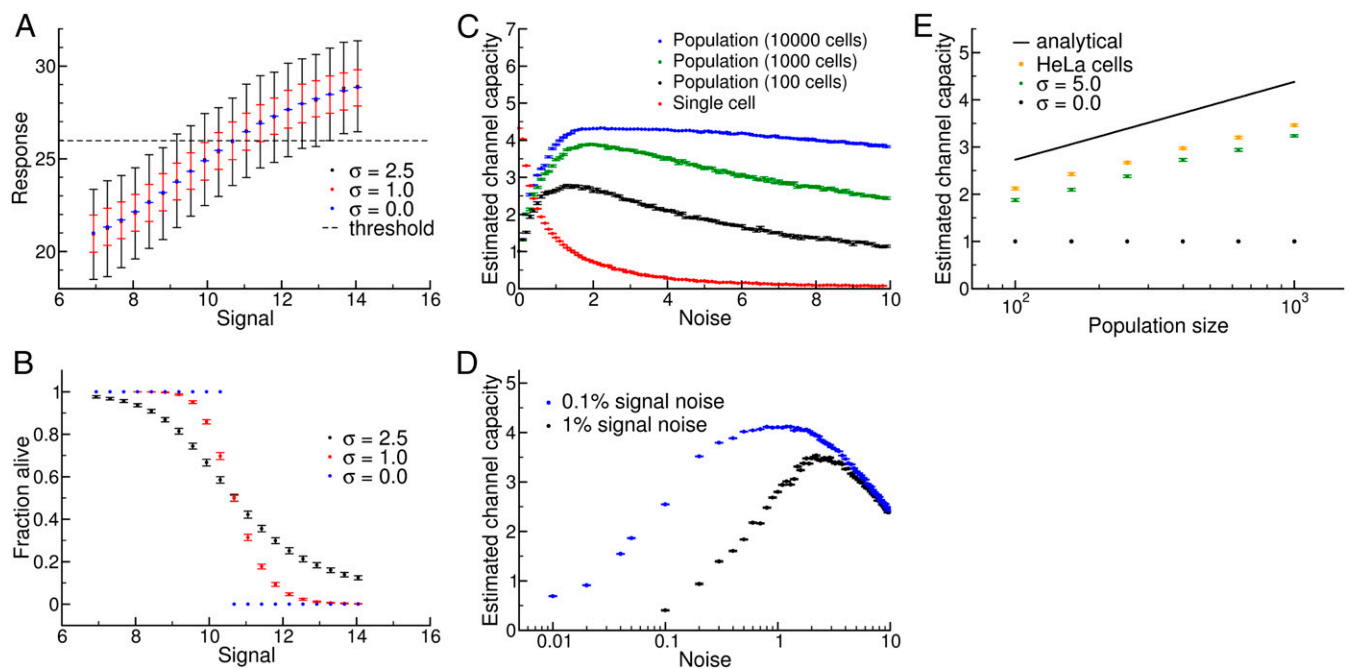 A
Response
30
26
22
18
6 8 10 12 14 16
Signal
σ = 2.5
σ = 1.0
σ = 0.0
threshold
B
Fraction alive
1
0.8
0.6
0.4
0.2
0
6 8 10 12 14 16
Signal
σ = 2.5
σ = 1.0
σ = 0.0
C
Estimated channel capacity
7
6
5
4
3
2
1
0
0 2 4 6 8 10
Noise
Population (10000 cells)
Population (1000 cells)
Population (100 cells)
Single cell
D
Estimated channel capacity
5
4
3
2
1
0
0.01 0.1 1 10
Noise
0.1% signal noise
1% signal noise
E
Estimated channel capacity
5
4
3
2
1
0
10² 10³
Population size
analytical
HeLa cells
σ = 5.0
σ = 0.0